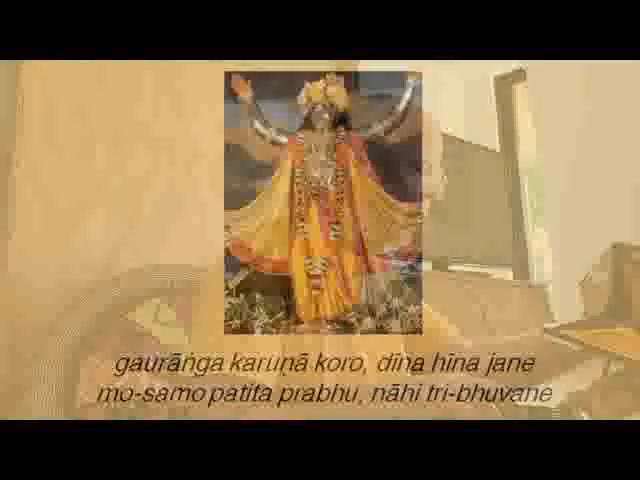 gaurāṅga karuṇā koro, dīna hīna jane
mo-samo patita prabhu, nāhi tri-bhuvane